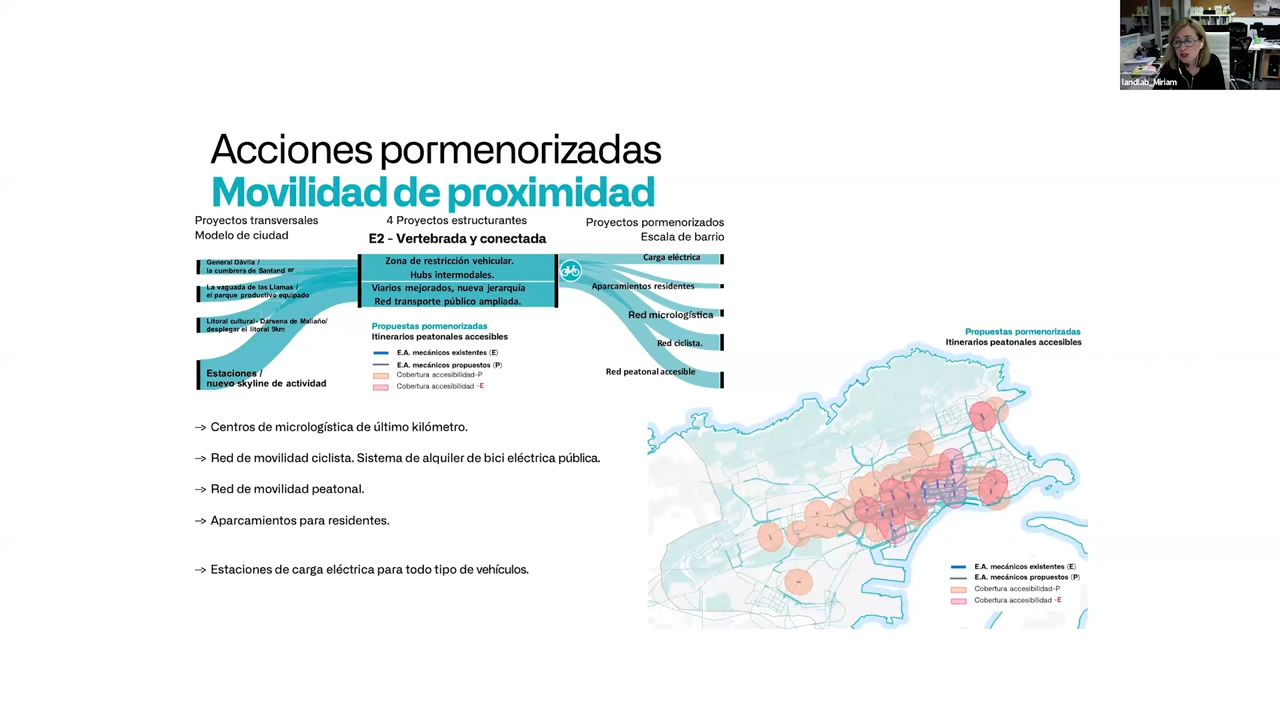 landlab_Miriam
Acciones pormenorizadas
Movilidad de proximidad
Proyectos transversales
Modelo de ciudad
4 Proyectos estructurantes
E2 - Vertebrada y conectada
Proyectos pormenorizados
Escala de barrio
General Dávila /
la cumbrera de Santander
La vaguada de las Llamas /
el parque productivo equipado
Litoral cultural- Dársena de Maliaño/
desplegar el litoral 9km
Estaciones /
nuevo skyline de actividad
Zona de restricción vehicular.
Hubs intermodales.
Viarios mejorados, nueva jerarquía
Red transporte público ampliada.
Carga eléctrica
Aparcamientos residentes
Red micrologística
Red ciclista.
Red peatonal accesible
Propuestas pormenorizadas
Itinerarios peatonales accesibles
E.A. mecánicos existentes (E)
E.A. mecánicos propuestos (P)
Cobertura accesibilidad-P
Cobertura accesibilidad -E
→ Centros de micrologística de último kilómetro.
→ Red de movilidad ciclista. Sistema de alquiler de bici eléctrica pública.
→ Red de movilidad peatonal.
→ Aparcamientos para residentes.
→ Estaciones de carga eléctrica para todo tipo de vehículos.
Propuestas pormenorizadas
Itinerarios peatonales accesibles
E.A. mecánicos existentes (E)
E.A. mecánicos propuestos (P)
Cobertura accesibilidad-P
Cobertura accesibilidad -E